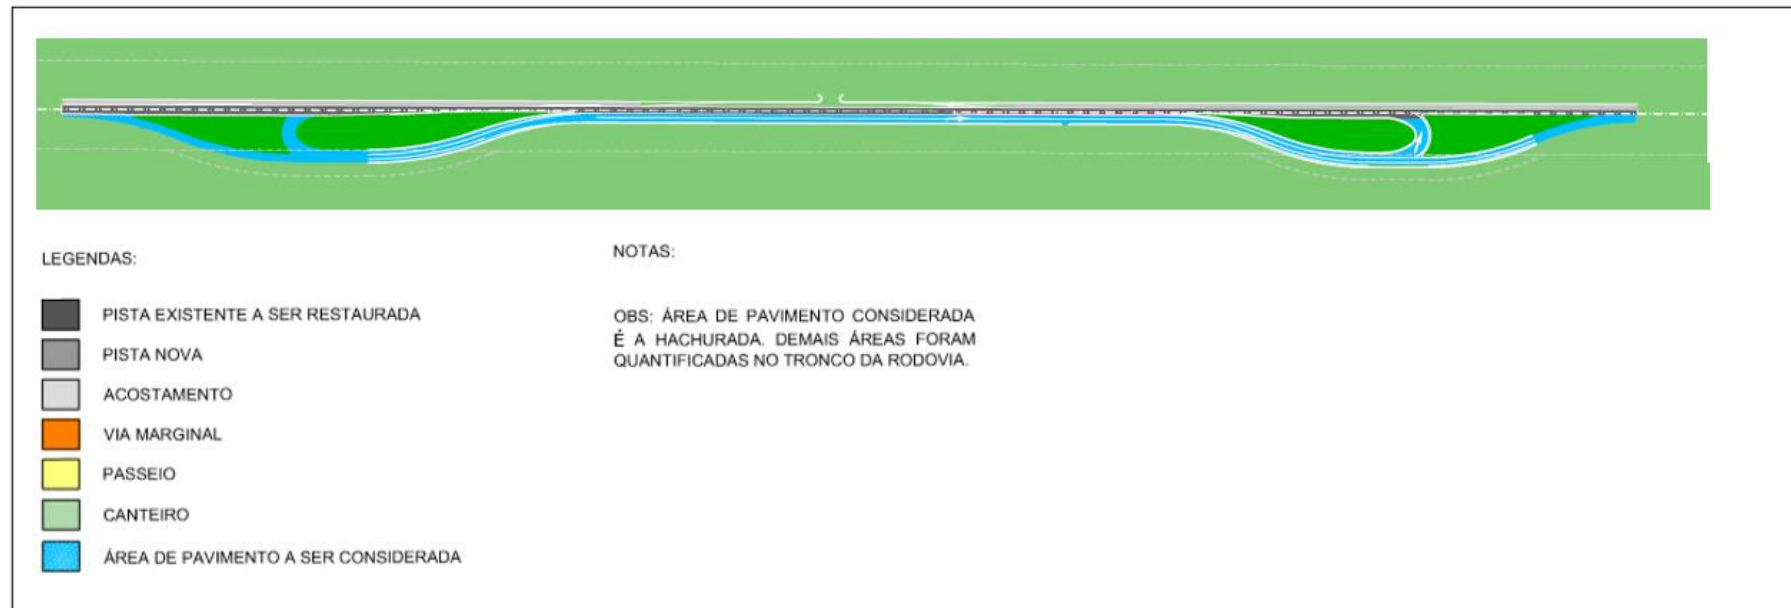 LEGENDAS:
PISTA EXISTENTE A SER RESTAURADA
PISTA NOVA
ACOSTAMENTO
VIA MARGINAL
PASSEIO
CANTEIRO
ÁREA DE PAVIMENTO A SER CONSIDERADA
NOTAS:
OBS: ÁREA DE PAVIMENTO CONSIDERADA
É A HACHURADA. DEMAIS ÁREAS FORAM
QUANTIFICADAS NO TRONCO DA RODOVIA.